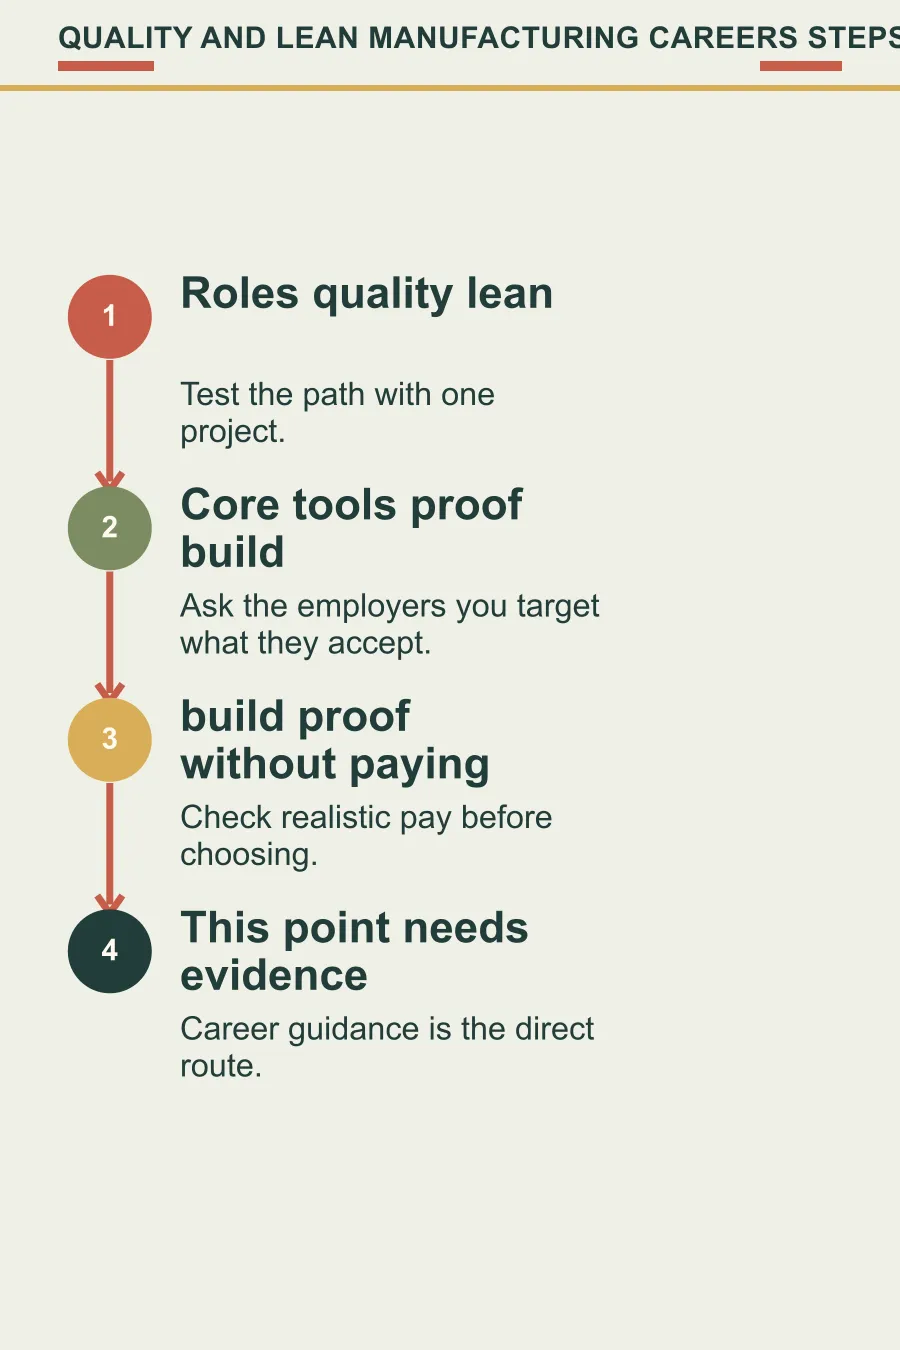 QUALITY AND LEAN MANUFACTURING CAREERS STEPS
1
Roles quality lean
Test the path with one
project.
2
Core tools proof
build
Ask the employers you target
what they accept.
3
build proof
without paying
Check realistic pay before
choosing.
4
This point needs
evidence
Career guidance is the direct
route.